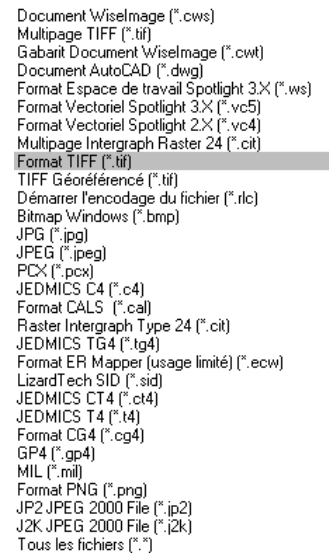 Document WiseImage (*.cws)
Multipage TIFF (*.tif)
Gabarit Document WiseImage (*.cwt)
Document AutoCAD (*.dwg)
Format Espace de travail Spotlight 3.X (*.ws)
Format Vectoriel Spotlight 3.X (*.vc5)
Format Vectoriel Spotlight 2.X (*.vc4)
Multipage Intergraph Raster 24 (*.cit)
Format TIFF (*.tif)
TIFF Géoréférencé (*.tif)
Démarrer l'encodage du fichier (*.rlc)
Bitmap Windows (*.bmp)
JPG (*.jpg)
JPEG (*.jpeg)
PCX (*.pcx)
JEDMICS C4 (*.c4)
Format CALS (*.cal)
Raster Intergraph Type 24 (*.cit)
JEDMICS TG4 (*.tg4)
Format ER Mapper (usage limité) (*.ecw)
LizardTech SID (*.sid)
JEDMICS CT4 (*.ct4)
JEDMICS T4 (*.t4)
Format CG4 (*.cg4)
GP4 (*.gp4)
MIL (*.mil)
Format PNG (*.png)
JP2 JPEG 2000 File (*.jp2)
J2K JPEG 2000 File (*.j2k)
Tous les fichiers (*.*)